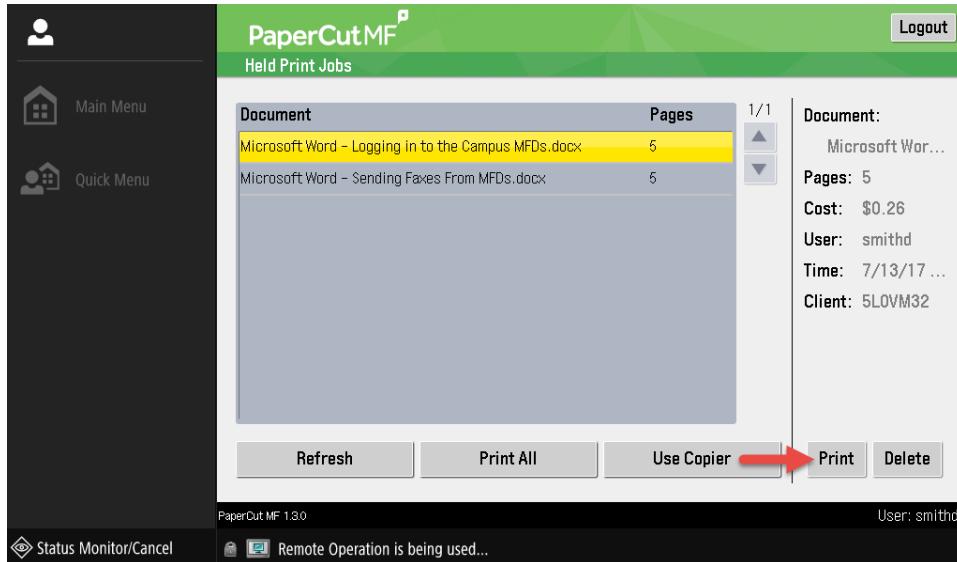 PaperCutMF
Logout
Held Print Jobs
Main Menu
Quick Menu
Document Pages 1/1
Microsoft Word - Logging in to the Campus MFDs.docx 5
Microsoft Word - Sending Faxes From MFDs.docx 5
Document:
Microsoft Wor...
Pages: 5
Cost: $0.26
User: smithd
Time: 7/13/17 ...
Client: 5L0VM32
Refresh Print All Use Copier Print Delete
PaperCut MF 1.3.0 User: smithd
Status Monitor/Cancel Remote Operation is being used...